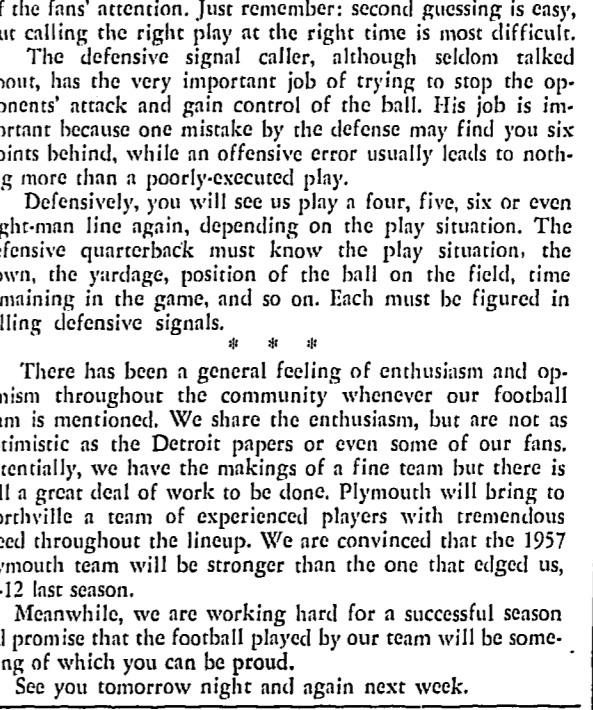 f the fans' attention. Just remember: second guessing is easy,
ut calling the right play at the right time is most difficult.
The defensive signal caller, although seldom talked
bout, has the very important job of trying to stop the op-
onents' attack and gain control of the ball. His job is im-
ortant because one mistake by the defense may find you six
oints behind, while an offensive error usually leads to noth-
g more than a poorly-executed play.
Defensively, you will see us play a four, five, six or even
ght-man line again, depending on the play situation. The
efensive quarterback must know the play situation, the
own, the yardage, position of the ball on the field, time
maining in the game, and so on. Each must be figured in
lling defensive signals.
* * *
There has been a general feeling of enthusiasm and op-
mism throughout the community whenever our football
am is mentioned. We share the enthusiasm, but are not as
timistic as the Detroit papers or even some of our fans.
tentially, we have the makings of a fine team but there is
ll a great deal of work to be done. Plymouth will bring to
orthville a team of experienced players with tremendous
eed throughout the lineup. We are convinced that the 1957
ymouth team will be stronger than the one that edged us,
-12 last season.
Meanwhile, we are working hard for a successful season
d promise that the football played by our team will be some-
ng of which you can be proud.
See you tomorrow night and again next week.